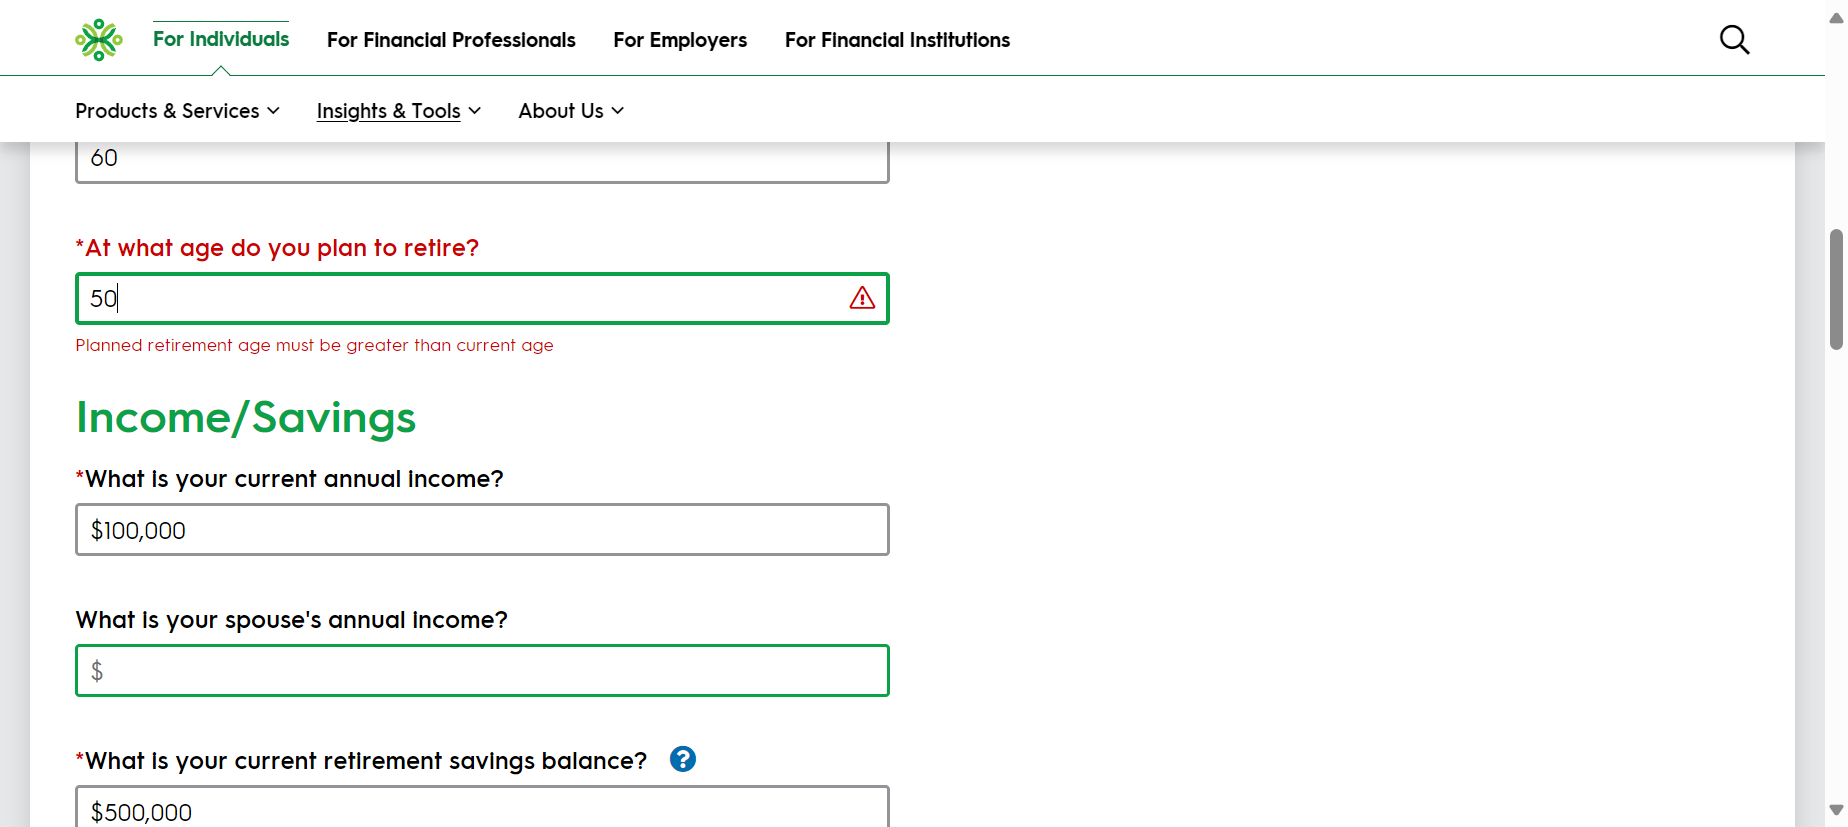 For Individuals
For Financial Professionals
For Employers
For Financial Institutions
Products & Services
Insights & Tools
About Us
60
*At what age do you plan to retire?
50
Planned retirement age must be greater than current age
Income/Savings
*What is your current annual income?
$100,000
What is your spouse's annual income?
$
*What is your current retirement savings balance?
?
$500,000